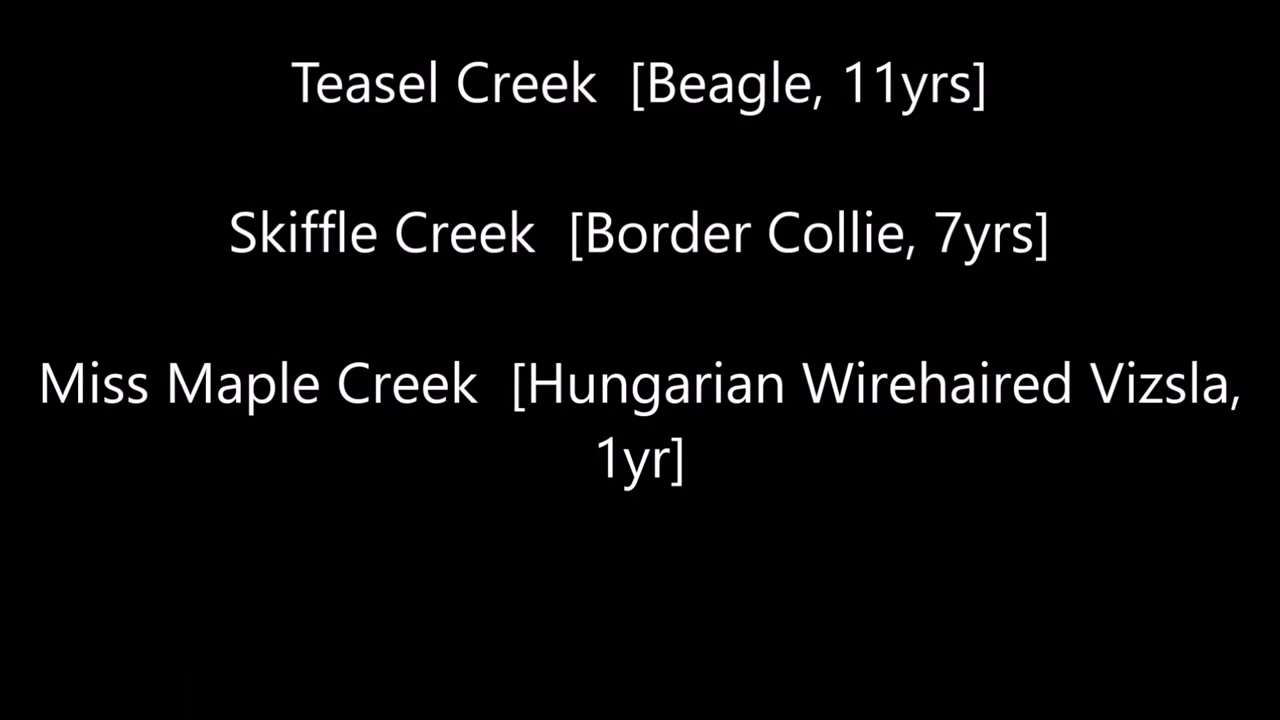 Teasel Creek  [Beagle, 11yrs]
Skiffle Creek  [Border Collie, 7yrs]
Miss Maple Creek  [Hungarian Wirehaired Vizsla,
1yr]